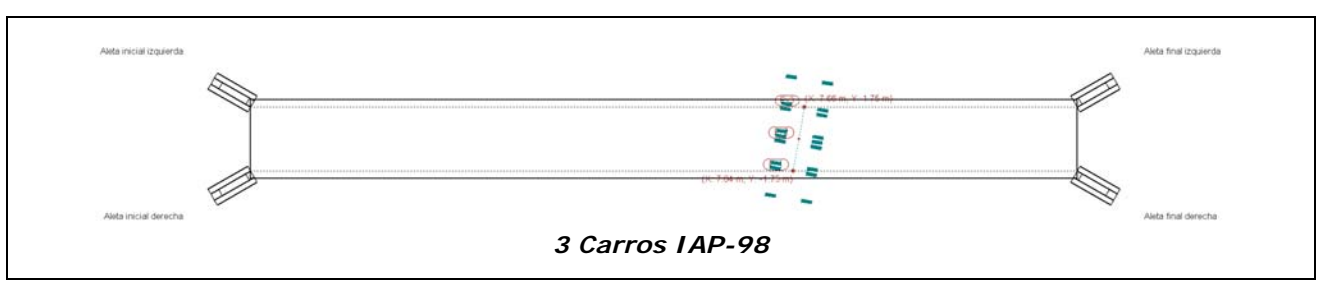 Aleta inicial izquierda
Aleta final izquierda
Aleta inicial derecha
Aleta final derecha
3 Carros IAP-98